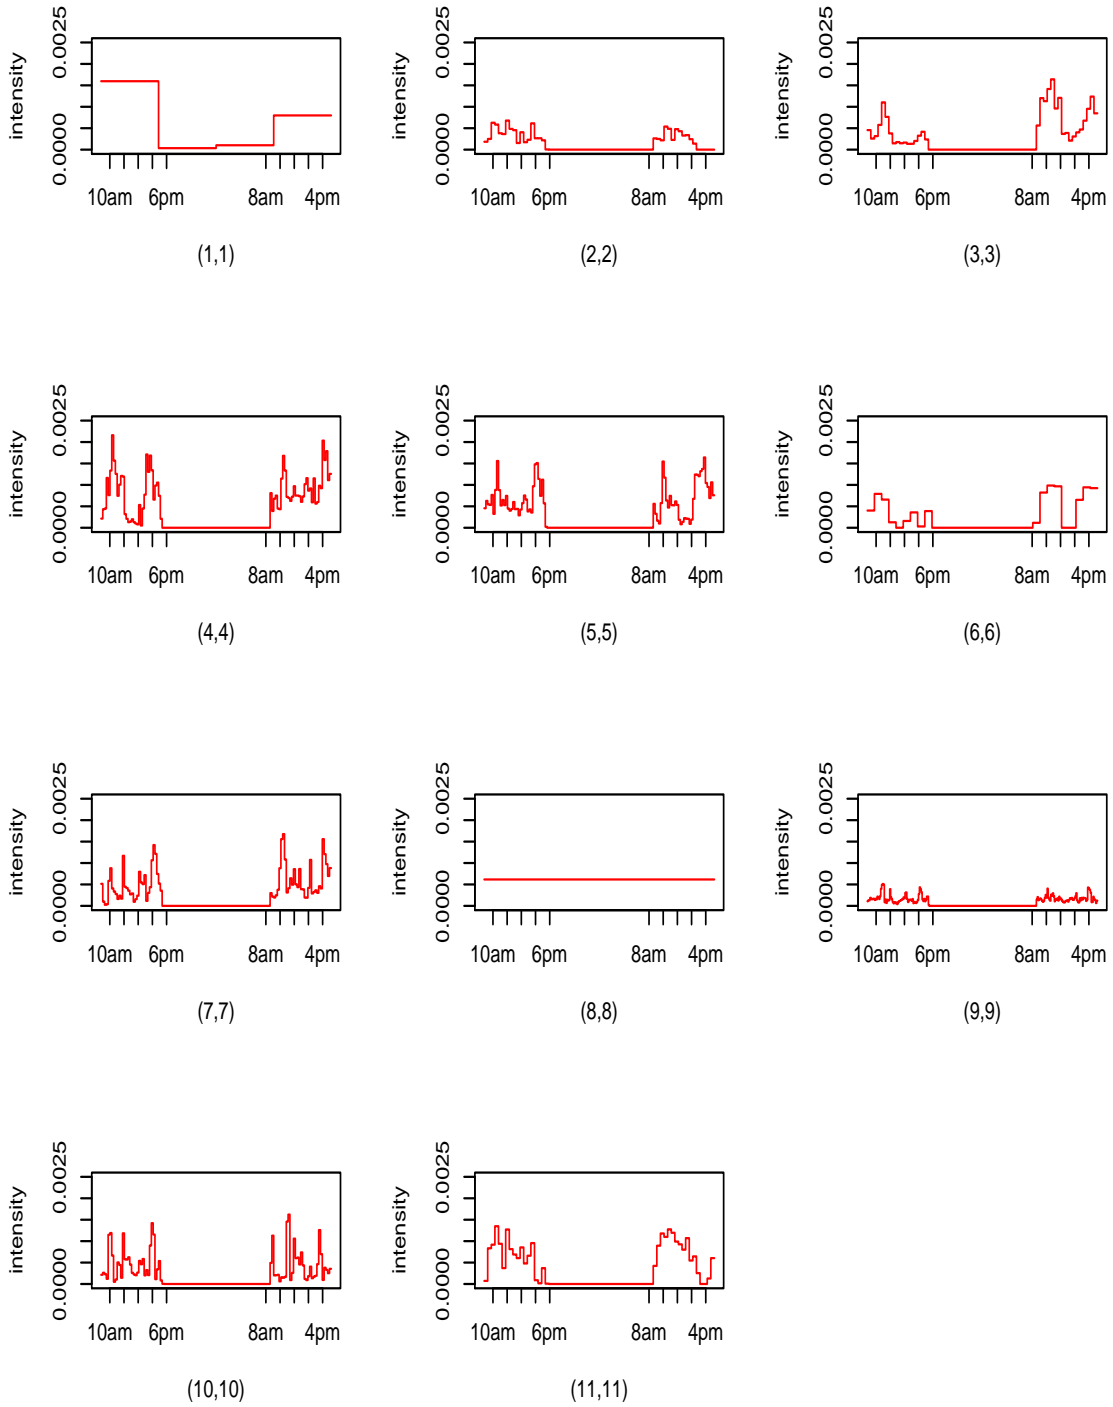 intensity
0.0000 0.0025
10am 6pm 8am 4pm
(1,1)
intensity
0.0000 0.0025
10am 6pm 8am 4pm
(2,2)
intensity
0.0000 0.0025
10am 6pm 8am 4pm
(3,3)
intensity
0.0000 0.0025
10am 6pm 8am 4pm
(4,4)
intensity
0.0000 0.0025
10am 6pm 8am 4pm
(5,5)
intensity
0.0000 0.0025
10am 6pm 8am 4pm
(6,6)
intensity
0.0000 0.0025
10am 6pm 8am 4pm
(7,7)
intensity
0.0000 0.0025
10am 6pm 8am 4pm
(8,8)
intensity
0.0000 0.0025
10am 6pm 8am 4pm
(9,9)
intensity
0.0000 0.0025
10am 6pm 8am 4pm
(10,10)
intensity
0.0000 0.0025
10am 6pm 8am 4pm
(11,11)